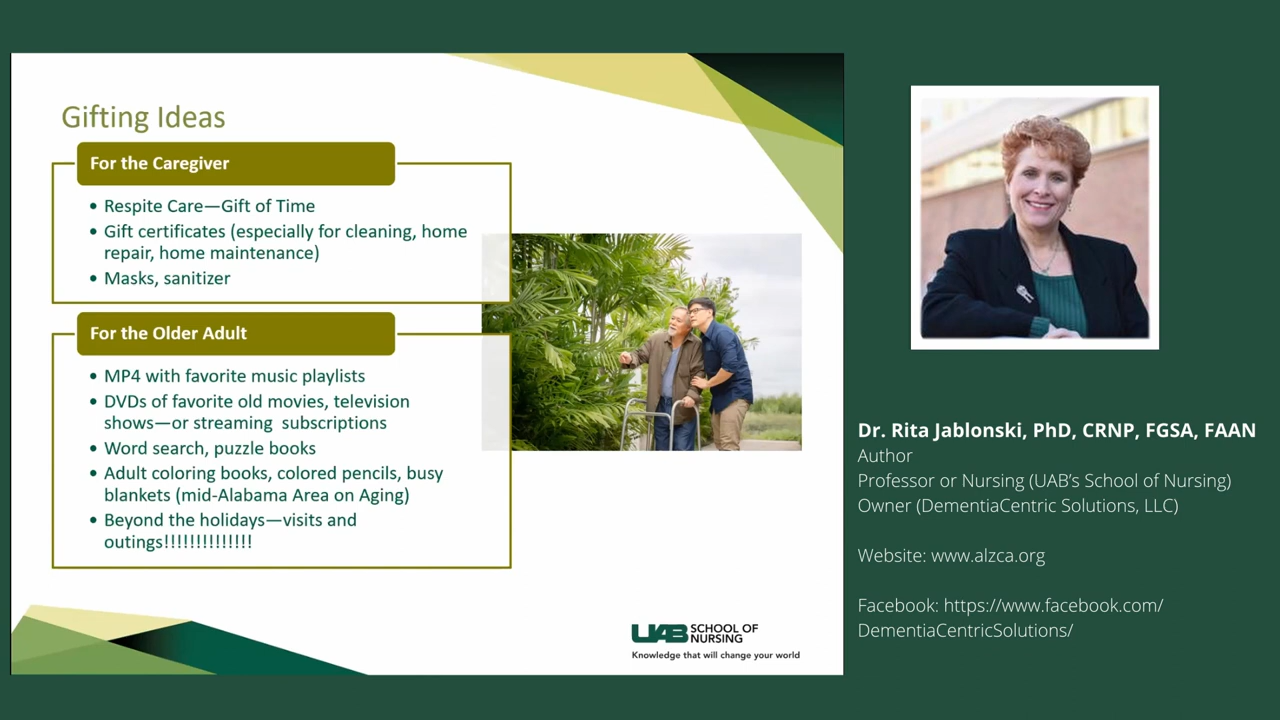 Gifting Ideas
For the Caregiver
• Respite Care—Gift of Time
• Gift certificates (especially for cleaning, home
repair, home maintenance)
• Masks, sanitizer
For the Older Adult
• MP4 with favorite music playlists
• DVDs of favorite old movies, television
shows—or streaming subscriptions
• Word search, puzzle books
• Adult coloring books, colored pencils, busy
blankets (mid-Alabama Area on Aging)
• Beyond the holidays—visits and
outings!!!!!!!!!!!!!!
UAB SCHOOL OF
NURSING
Knowledge that will change your world
Dr. Rita Jablonski, PhD, CRNP, FGSA, FAAN
Author
Professor or Nursing (UAB’s School of Nursing)
Owner (DementiaCentric Solutions, LLC)
Website: www.alzca.org
Facebook: https://www.facebook.com/
DementiaCentricSolutions/